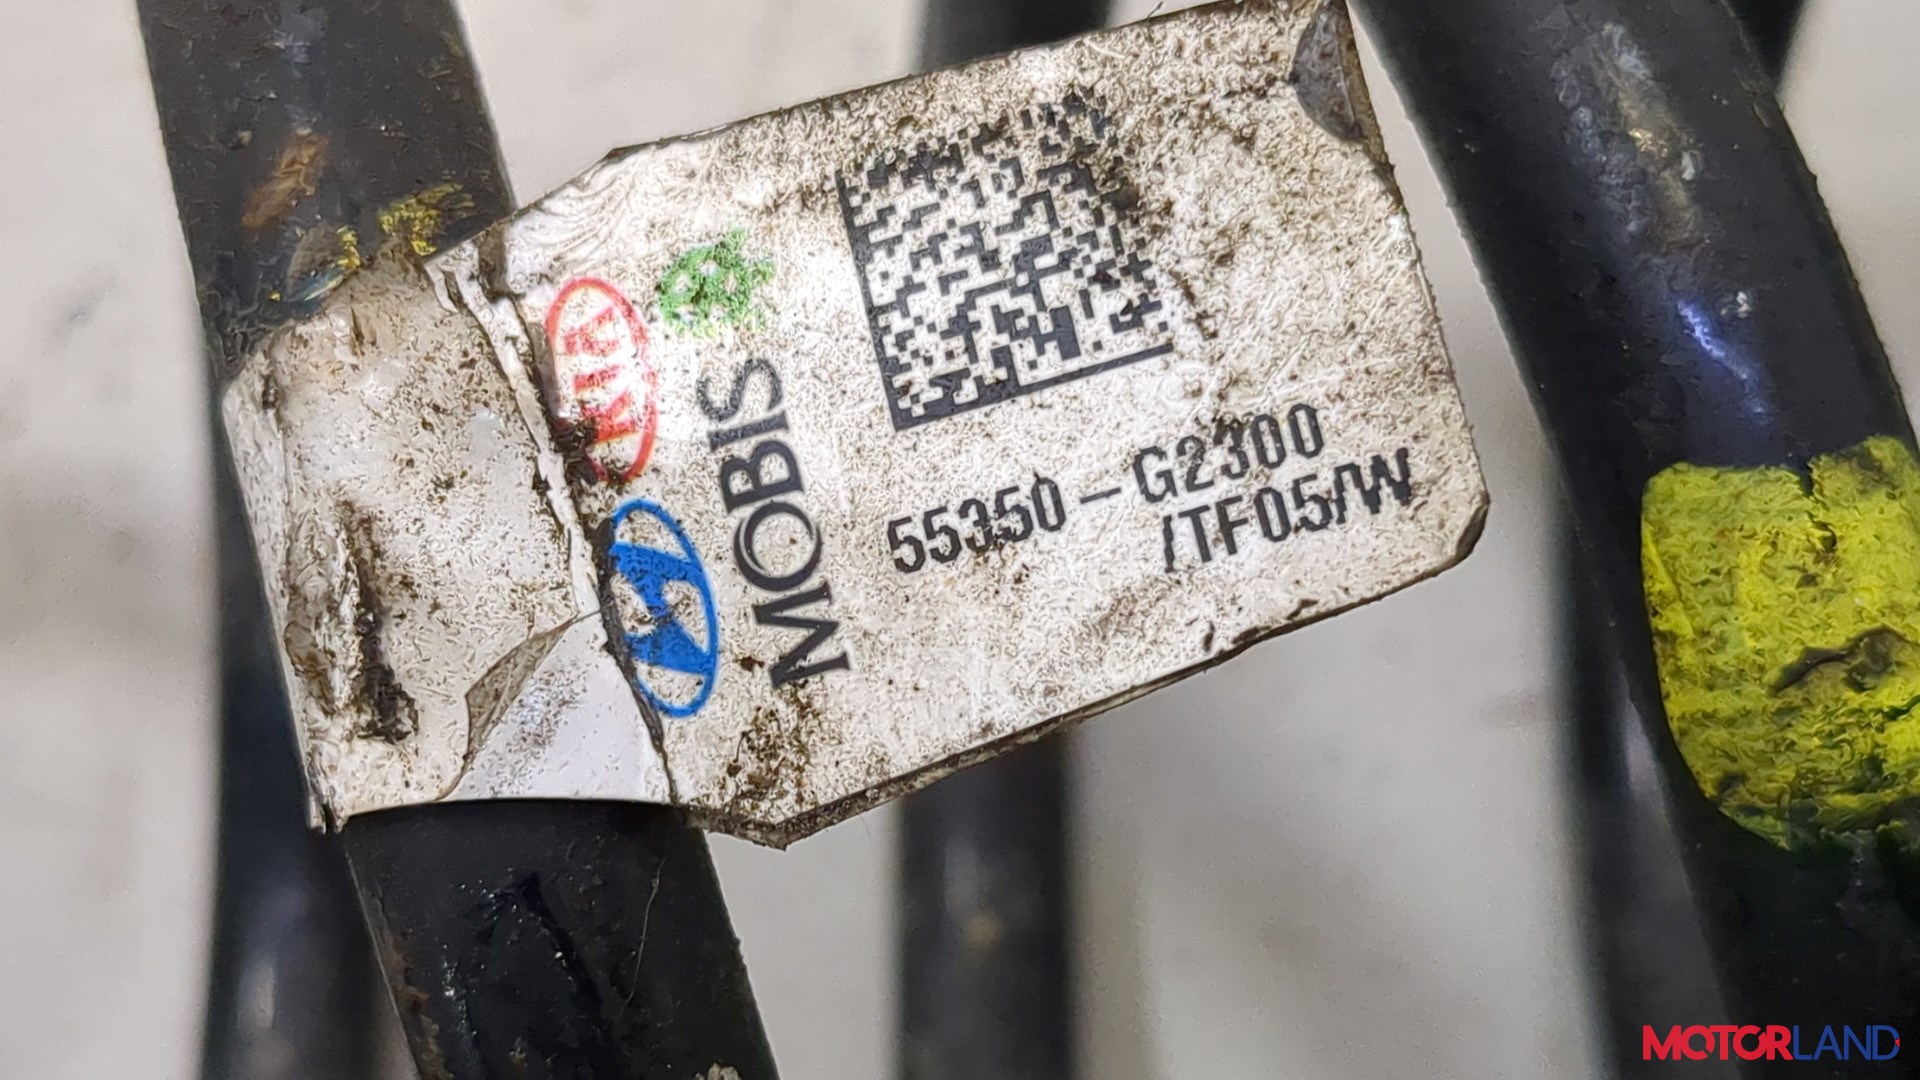 KIA
MOBIS
55350-G2300
/TF05/W
MOTORLAND